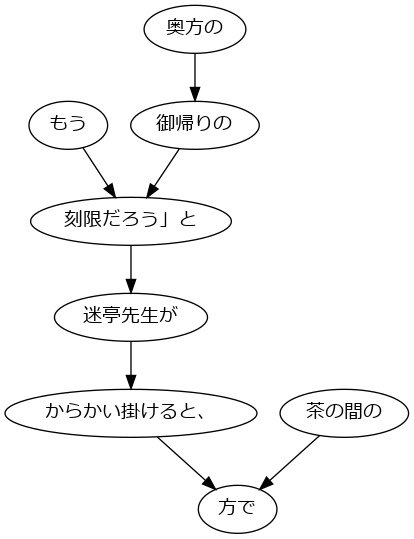 奥方の
もう
御帰りの
刻限だろう」と
迷亭先生が
からかい掛けると、
茶の間の
方で